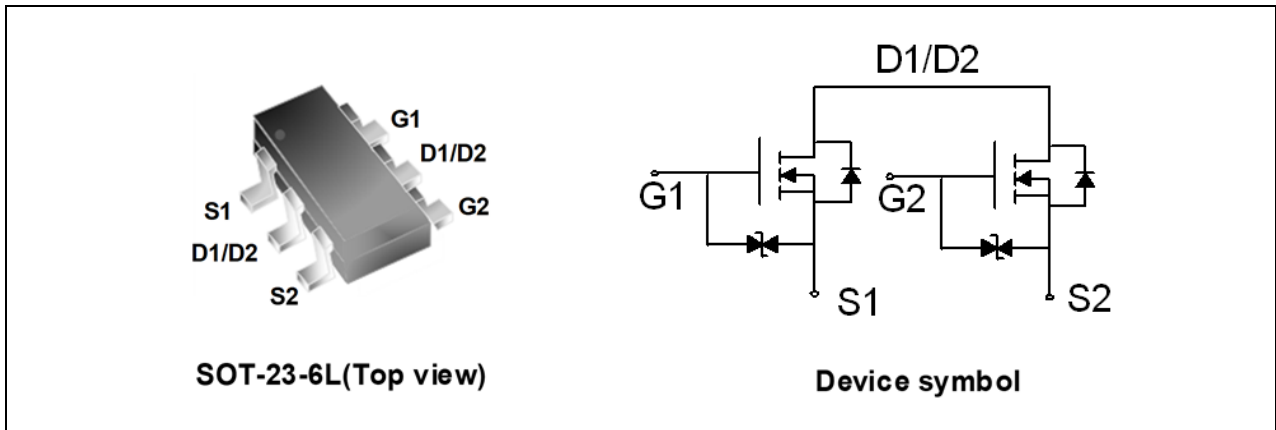 G1
D1/D2
G2
S1
D1/D2
S2
SOT-23-6L(Top view)
D1/D2
G1
G2
S1
S2
Device symbol